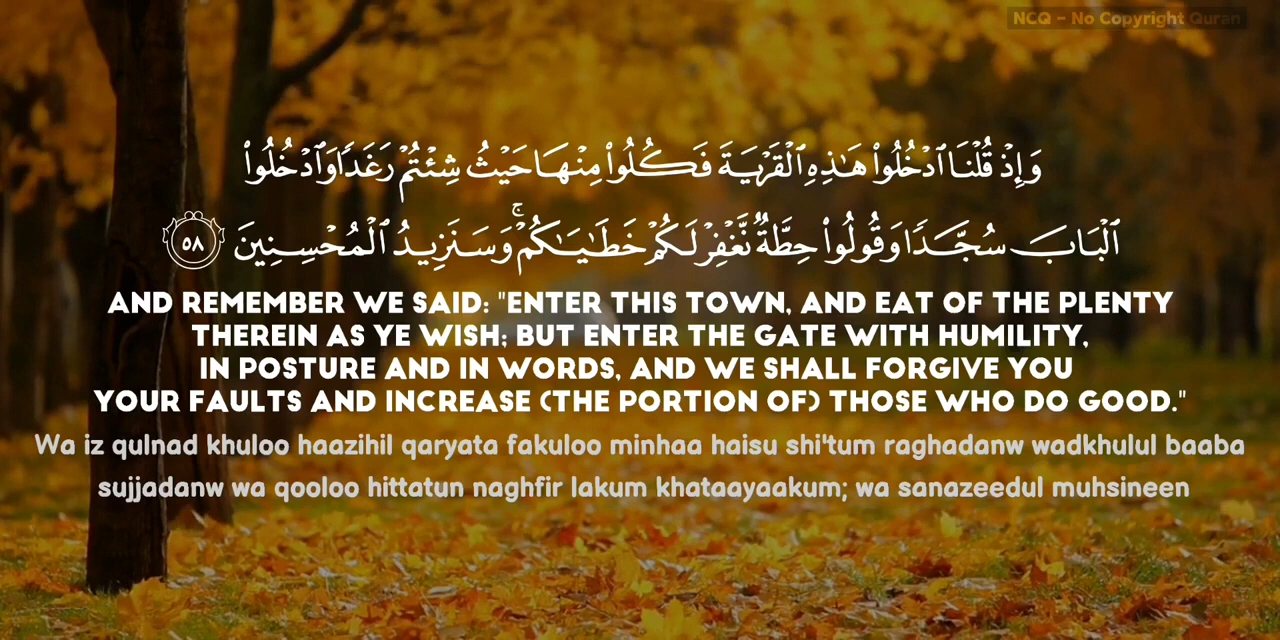 NCQ - No Copyright Quran
وَإِذْ قُلْنَا ٱدْخُلُوا۟ هَـٰذِهِ ٱلْقَرْيَةَ فَكُلُوا۟ مِنْهَا حَيْثُ شِئْتُمْ رَغَدًا وَٱدْخُلُوا۟
ٱلْبَابَ سُجَّدًا وَقُولُوا۟ حِطَّةٌ نَّغْفِرْ لَكُمْ خَطَـٰيَـٰكُمْ ۚ وَسَنَزِيدُ ٱلْمُحْسِنِينَ ٥٨
AND REMEMBER WE SAID: "ENTER THIS TOWN, AND EAT OF THE PLENTY
THEREIN AS YE WISH; BUT ENTER THE GATE WITH HUMILITY,
IN POSTURE AND IN WORDS, AND WE SHALL FORGIVE YOU
YOUR FAULTS AND INCREASE (THE PORTION OF) THOSE WHO DO GOOD."
Wa iz qulnad khuloo haazihil qaryata fakuloo minhaa haisu shi'tum raghadanw wadkhulul baaba
sujjadanw wa qooloo hittatun naghfir lakum khataayaakum; wa sanazeedul muhsineen